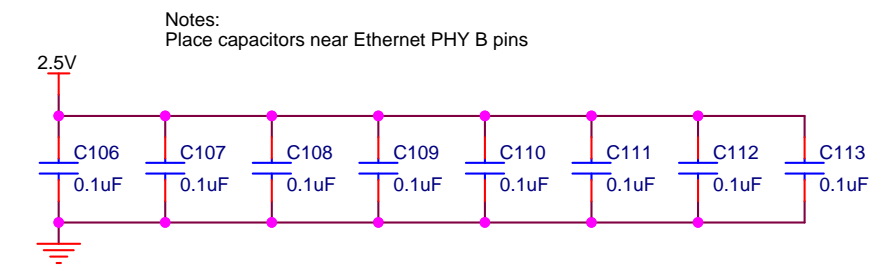 Notes:
Place capacitors near Ethernet PHY B pins
2.5V
C106 C107 C108 C109 C110 C111 C112 C113
0.1uF 0.1uF 0.1uF 0.1uF 0.1uF 0.1uF 0.1uF 0.1uF